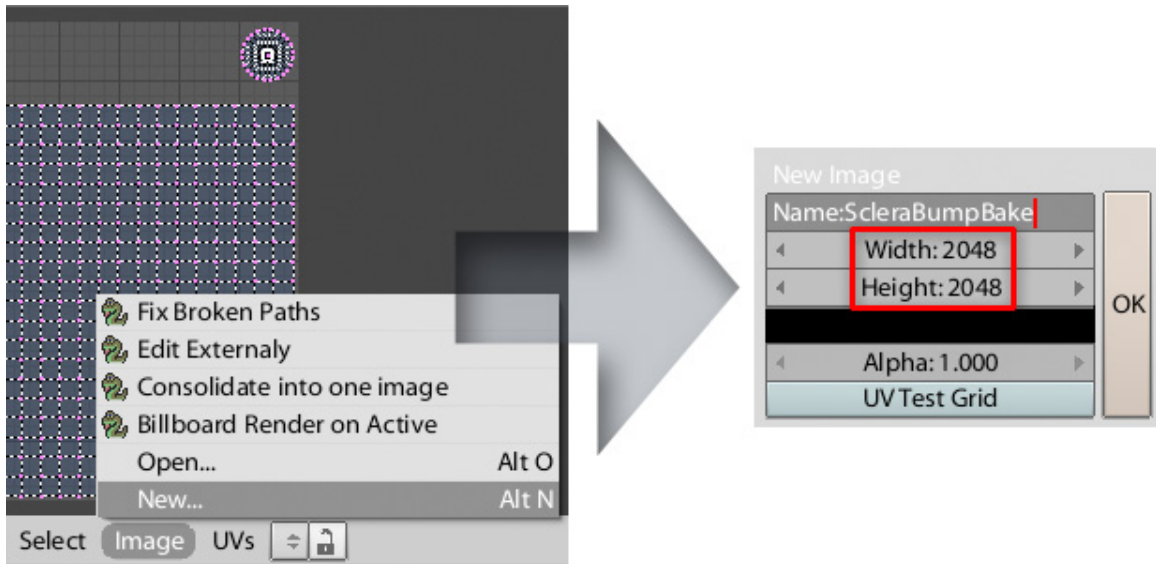 Fix Broken Paths
Edit Externaly
Consolidate into one image
Billboard Render on Active
Open... Alt O
New... Alt N
Select Image UVs
New Image
Name:ScleraBumpBake
Width: 2048
Height: 2048
OK
Alpha: 1.000
UV Test Grid